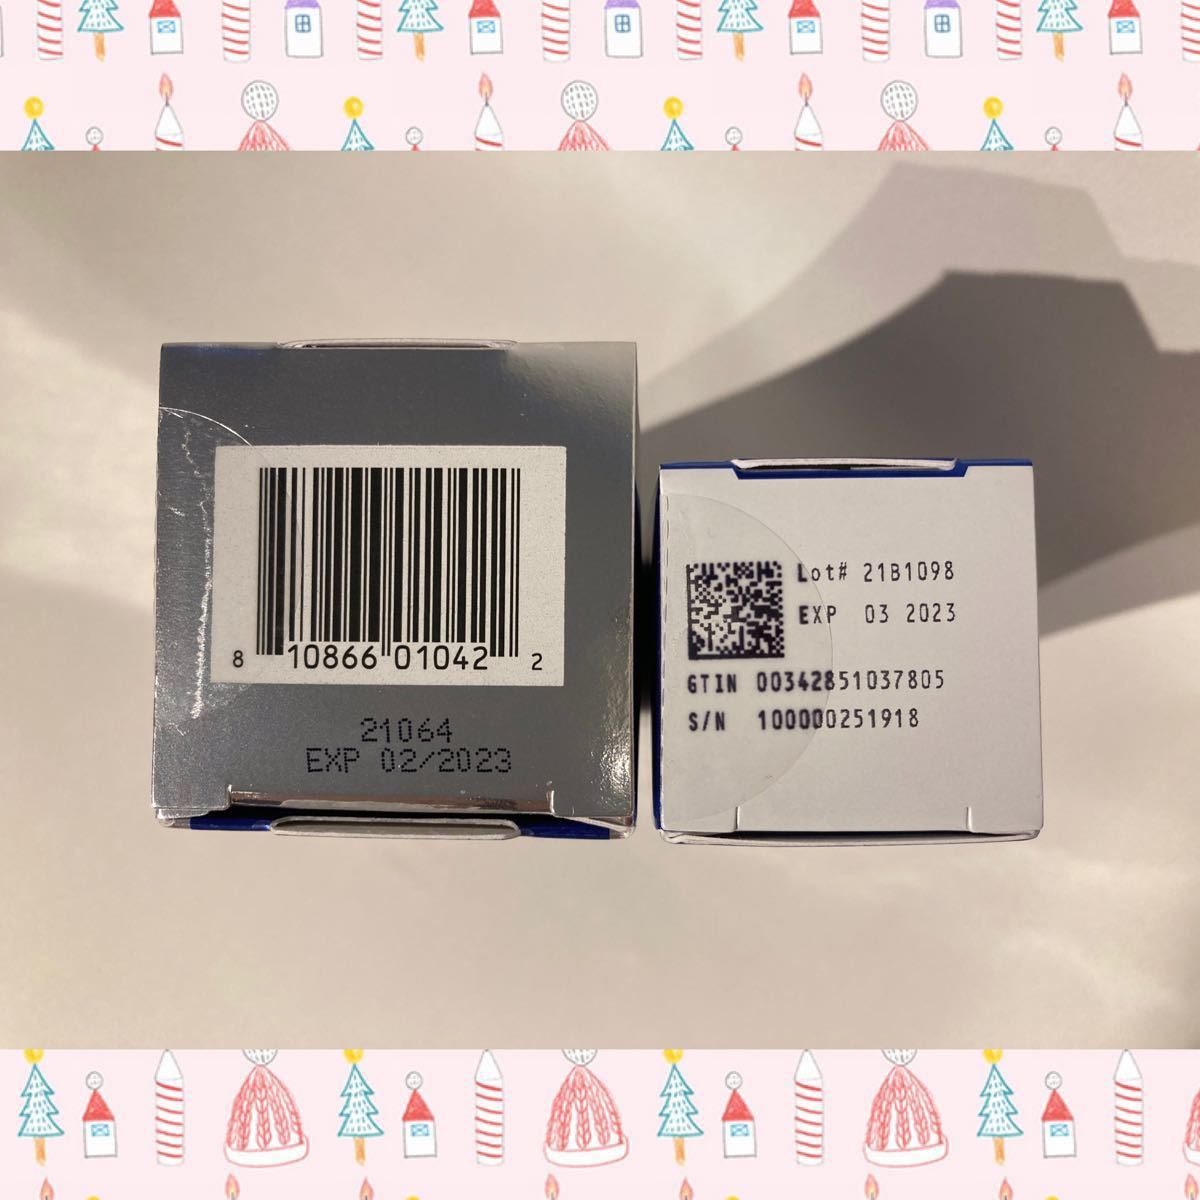 8 10866 01042 2
21064
EXP 02/2023
Lot# 21B1098
EXP 03 2023
GTIN 00342851037805
S/N 100000251918